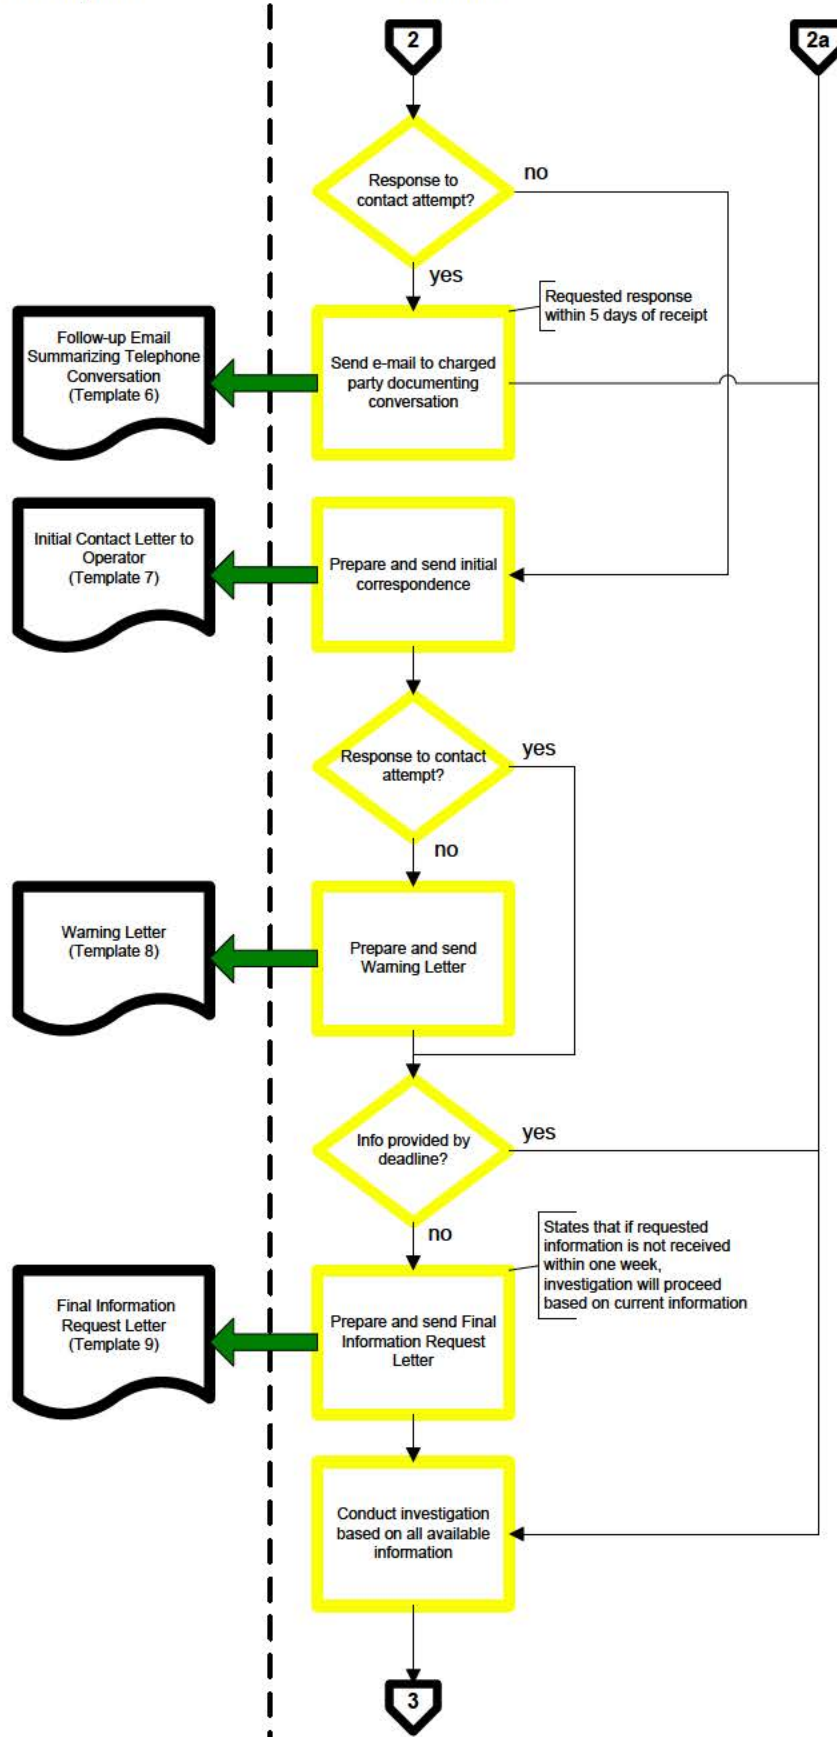 2
2a
Response to
contact attempt?
no
yes
Requested response
within 5 days of receipt
Follow-up Email
Summarizing Telephone
Conversation
(Template 6)
Send e-mail to charged
party documenting
conversation
Initial Contact Letter to
Operator
(Template 7)
Prepare and send initial
correspondence
Response to contact
attempt?
yes
no
Warning Letter
(Template 8)
Prepare and send
Warning Letter
Info provided by
deadline?
yes
no
States that if requested
information is not received
within one week,
investigation will proceed
based on current information
Final Information
Request Letter
(Template 9)
Prepare and send Final
Information Request
Letter
Conduct investigation
based on all available
information
3